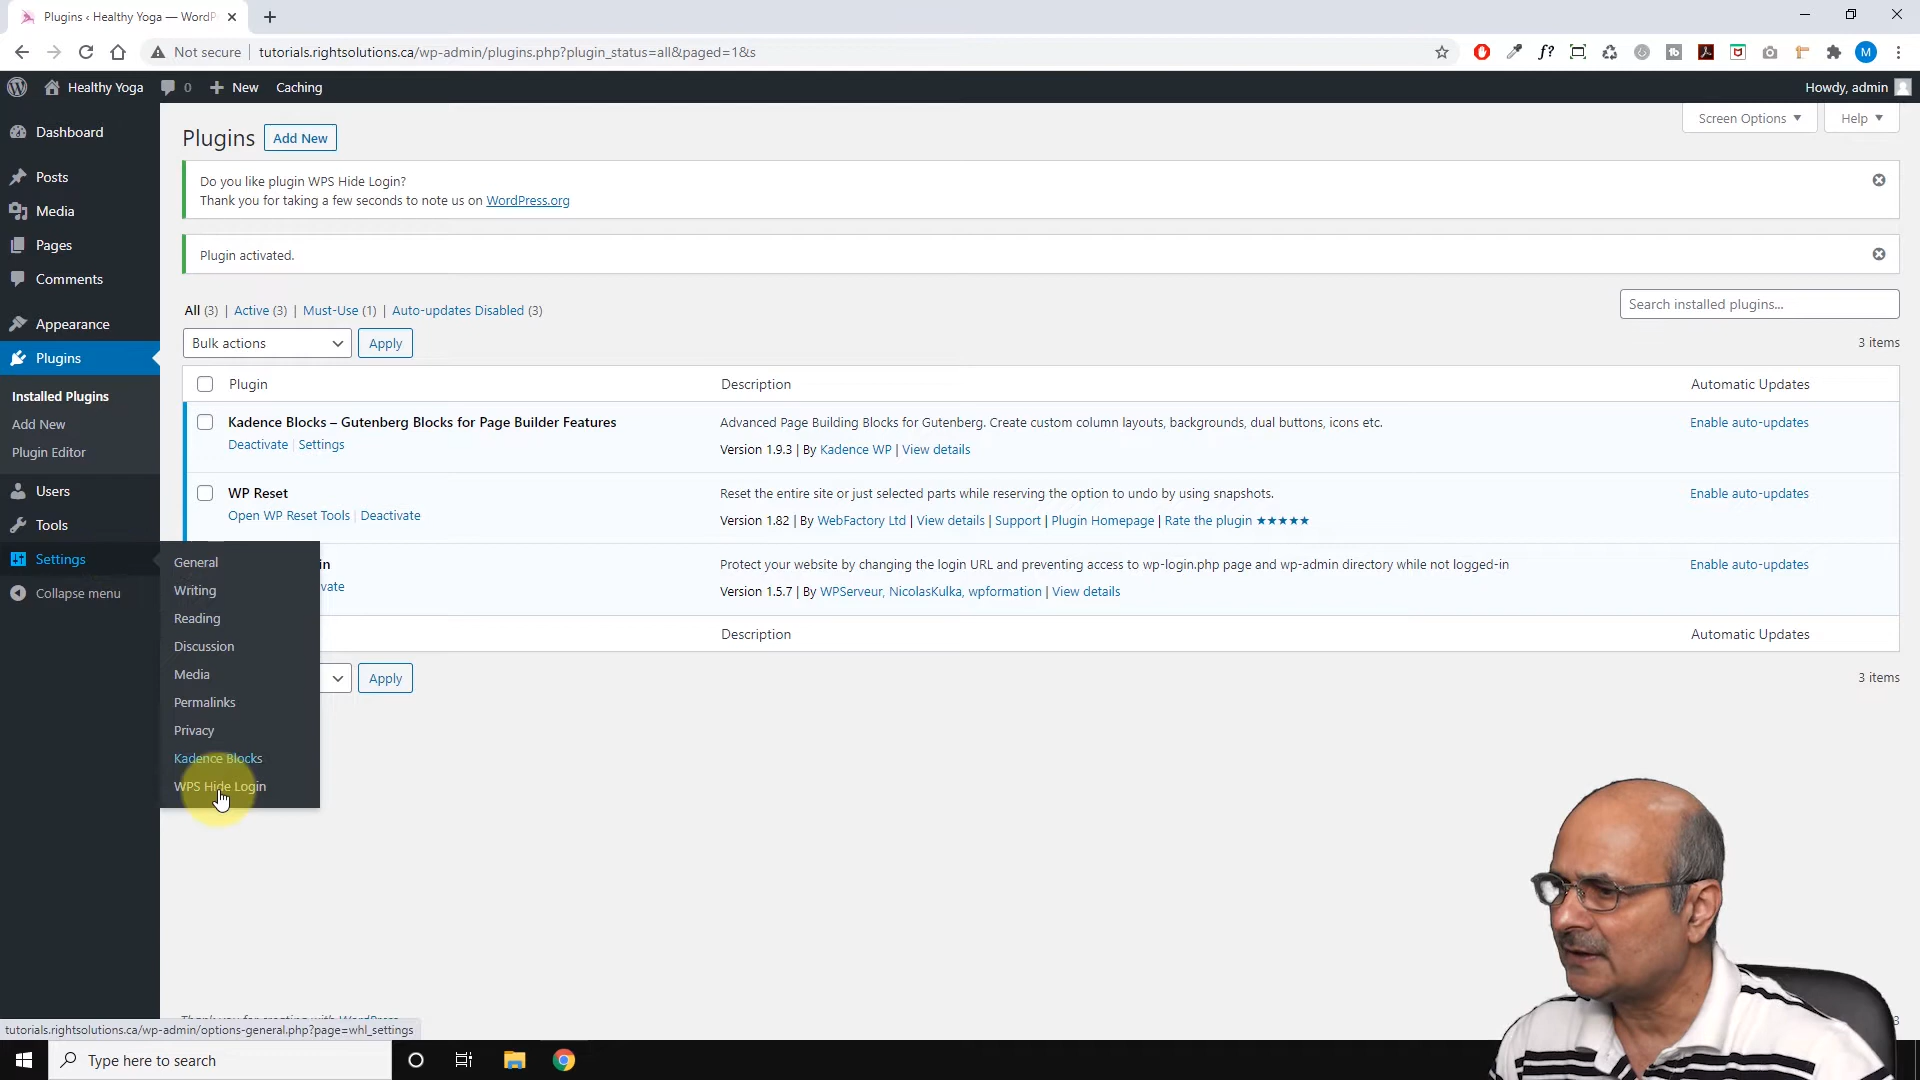 Plugins ‹ Healthy Yoga — WordP
Not secure
tutorials.rightsolutions.ca/wp-admin/plugins.php?plugin_status=all&paged=1&s
Healthy Yoga
0
New
Caching
Howdy, admin
Dashboard
Posts
Media
Pages
Comments
Appearance
Plugins
Installed Plugins
Add New
Plugin Editor
Users
Tools
Settings
Collapse menu
General
Writing
Reading
Discussion
Media
Permalinks
Privacy
Kadence Blocks
WPS Hide Login
Plugins
Add New
Screen Options
Help
Do you like plugin WPS Hide Login?
Thank you for taking a few seconds to note us on WordPress.org
Plugin activated.
All (3) | Active (3) | Must-Use (1) | Auto-updates Disabled (3)
Search installed plugins...
Bulk actions
Apply
3 items
Plugin
Description
Automatic Updates
Kadence Blocks – Gutenberg Blocks for Page Builder Features
Deactivate | Settings
Advanced Page Building Blocks for Gutenberg. Create custom column layouts, backgrounds, dual buttons, icons etc.
Version 1.9.3 | By Kadence WP | View details
Enable auto-updates
WP Reset
Open WP Reset Tools | Deactivate
Reset the entire site or just selected parts while reserving the option to undo by using snapshots.
Version 1.82 | By WebFactory Ltd | View details | Support | Plugin Homepage | Rate the plugin ★★★★★
Enable auto-updates
in
vate
Protect your website by changing the login URL and preventing access to wp-login.php page and wp-admin directory while not logged-in
Version 1.5.7 | By WPServeur, NicolasKulka, wpformation | View details
Enable auto-updates
Description
Automatic Updates
Apply
3 items
Thank you for creating with WordPress
3
tutorials.rightsolutions.ca/wp-admin/options-general.php?page=whl_settings
Type here to search